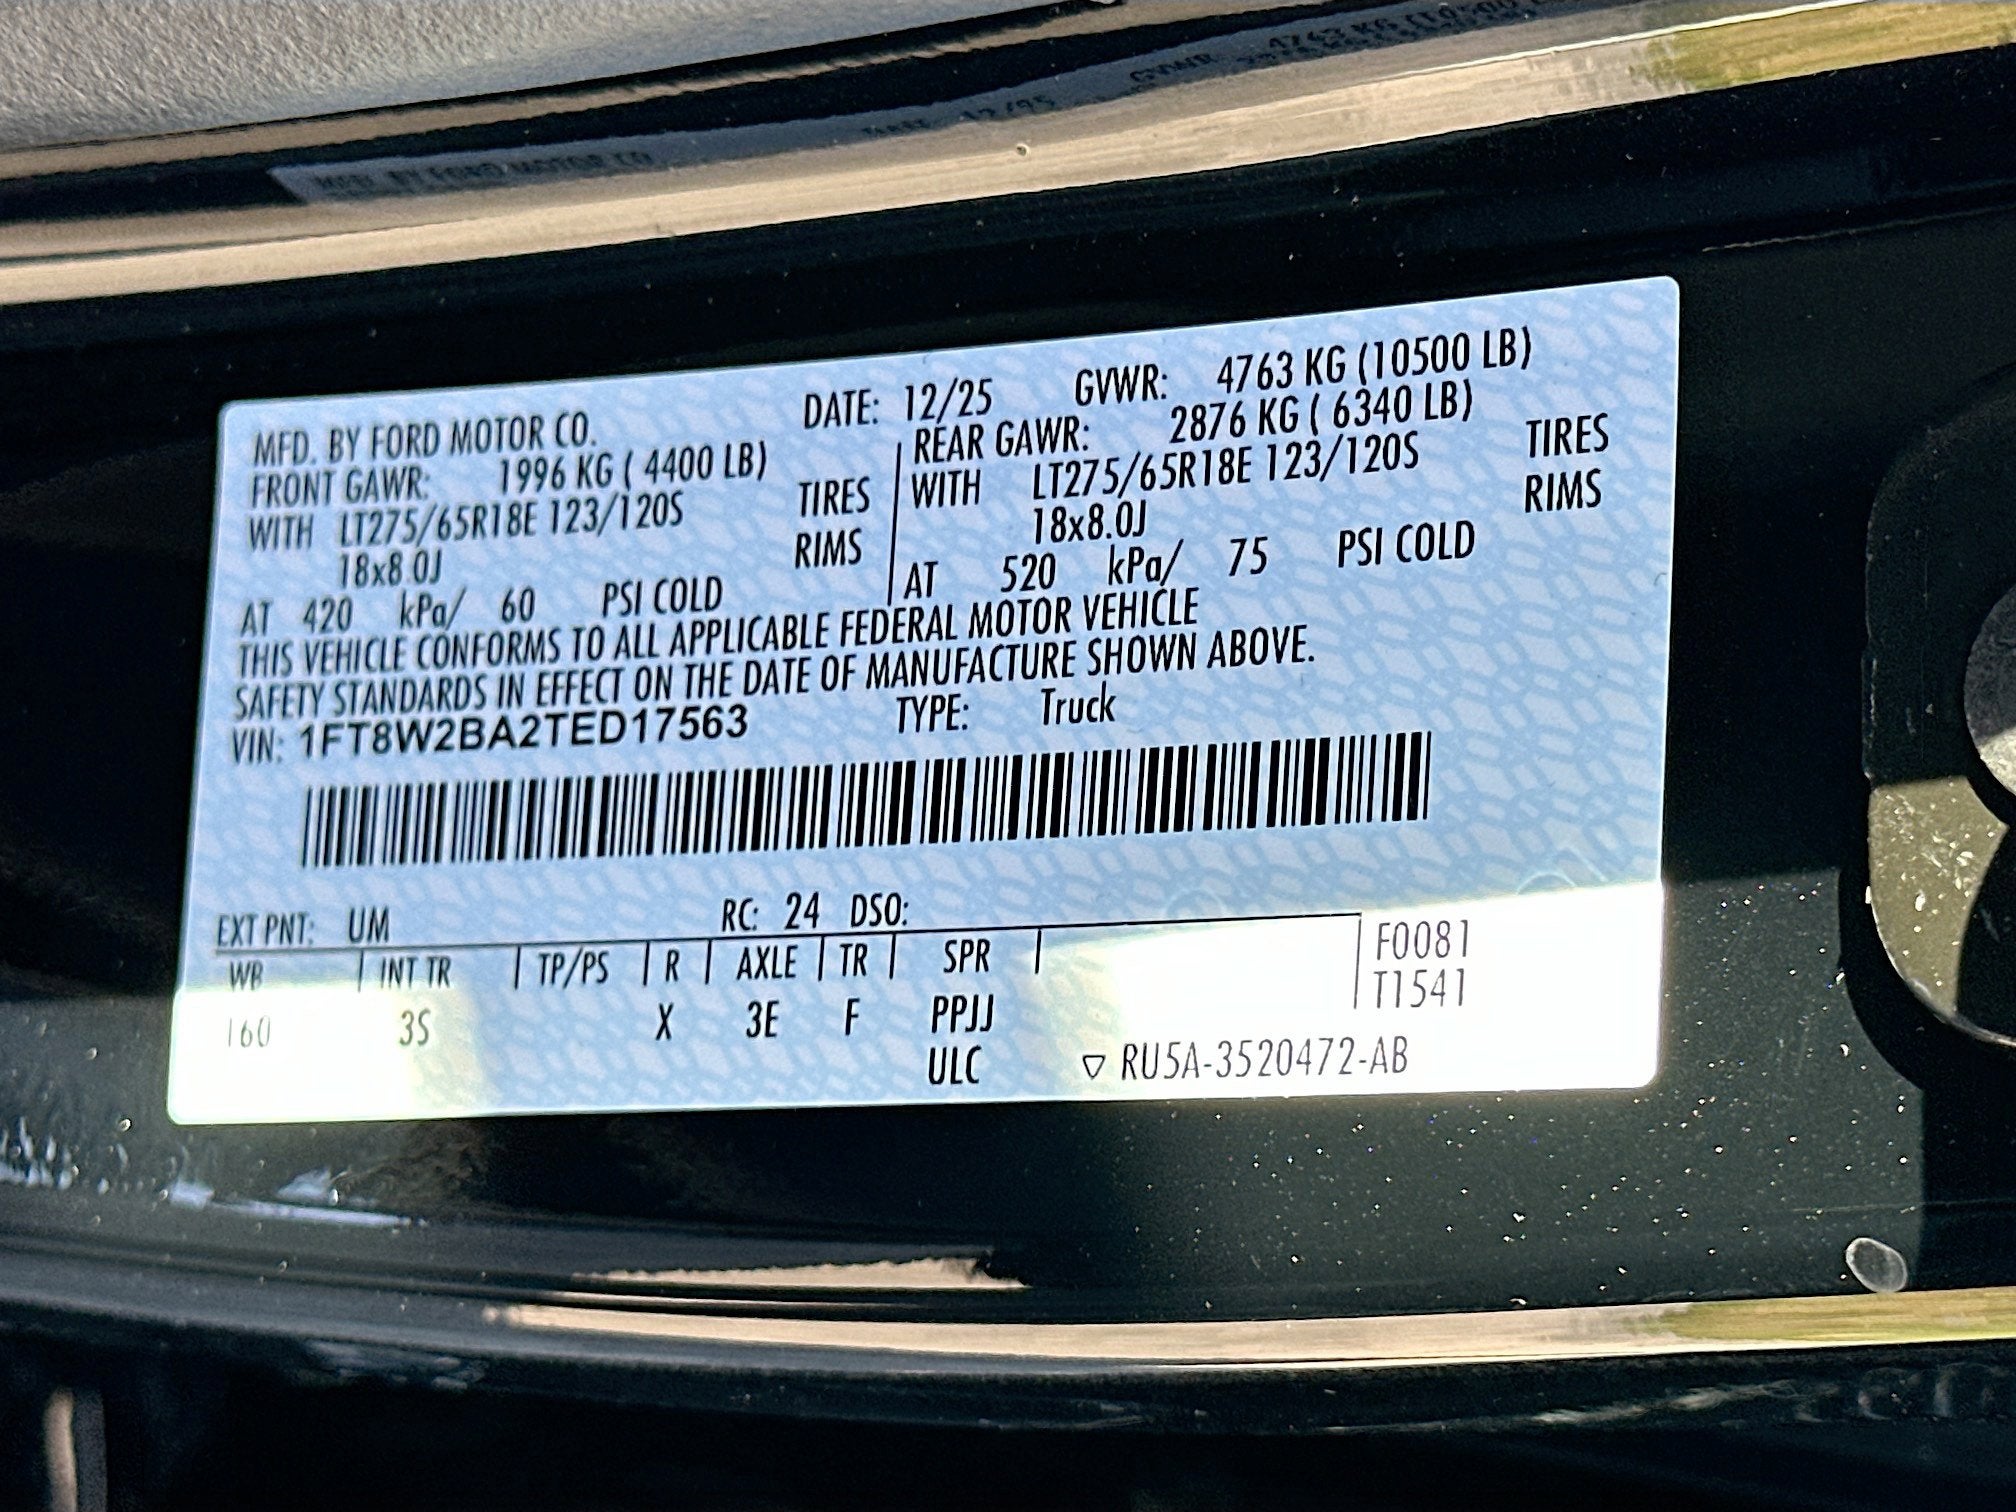 MFD. BY FORD MOTOR CO. DATE: 12/25 GVWR: 4763 KG (10500 LB)
FRONT GAWR: 1996 KG ( 4400 LB) REAR GAWR: 2876 KG ( 6340 LB)
WITH LT275/65R18E 123/120S TIRES WITH LT275/65R18E 123/120S TIRES
18x8.0J RIMS 18x8.0J RIMS
AT 420 kPa/ 60 PSI COLD AT 520 kPa/ 75 PSI COLD
THIS VEHICLE CONFORMS TO ALL APPLICABLE FEDERAL MOTOR VEHICLE
SAFETY STANDARDS IN EFFECT ON THE DATE OF MANUFACTURE SHOWN ABOVE.
VIN: 1FT8W2BA2TED17563 TYPE: Truck
EXT PNT: UM RC: 24 DSO:
WB INT TR TP/PS R AXLE TR SPR F0081
160 3S X 3E F PPJJ T1541
ULC ▽ RU5A-3520472-AB